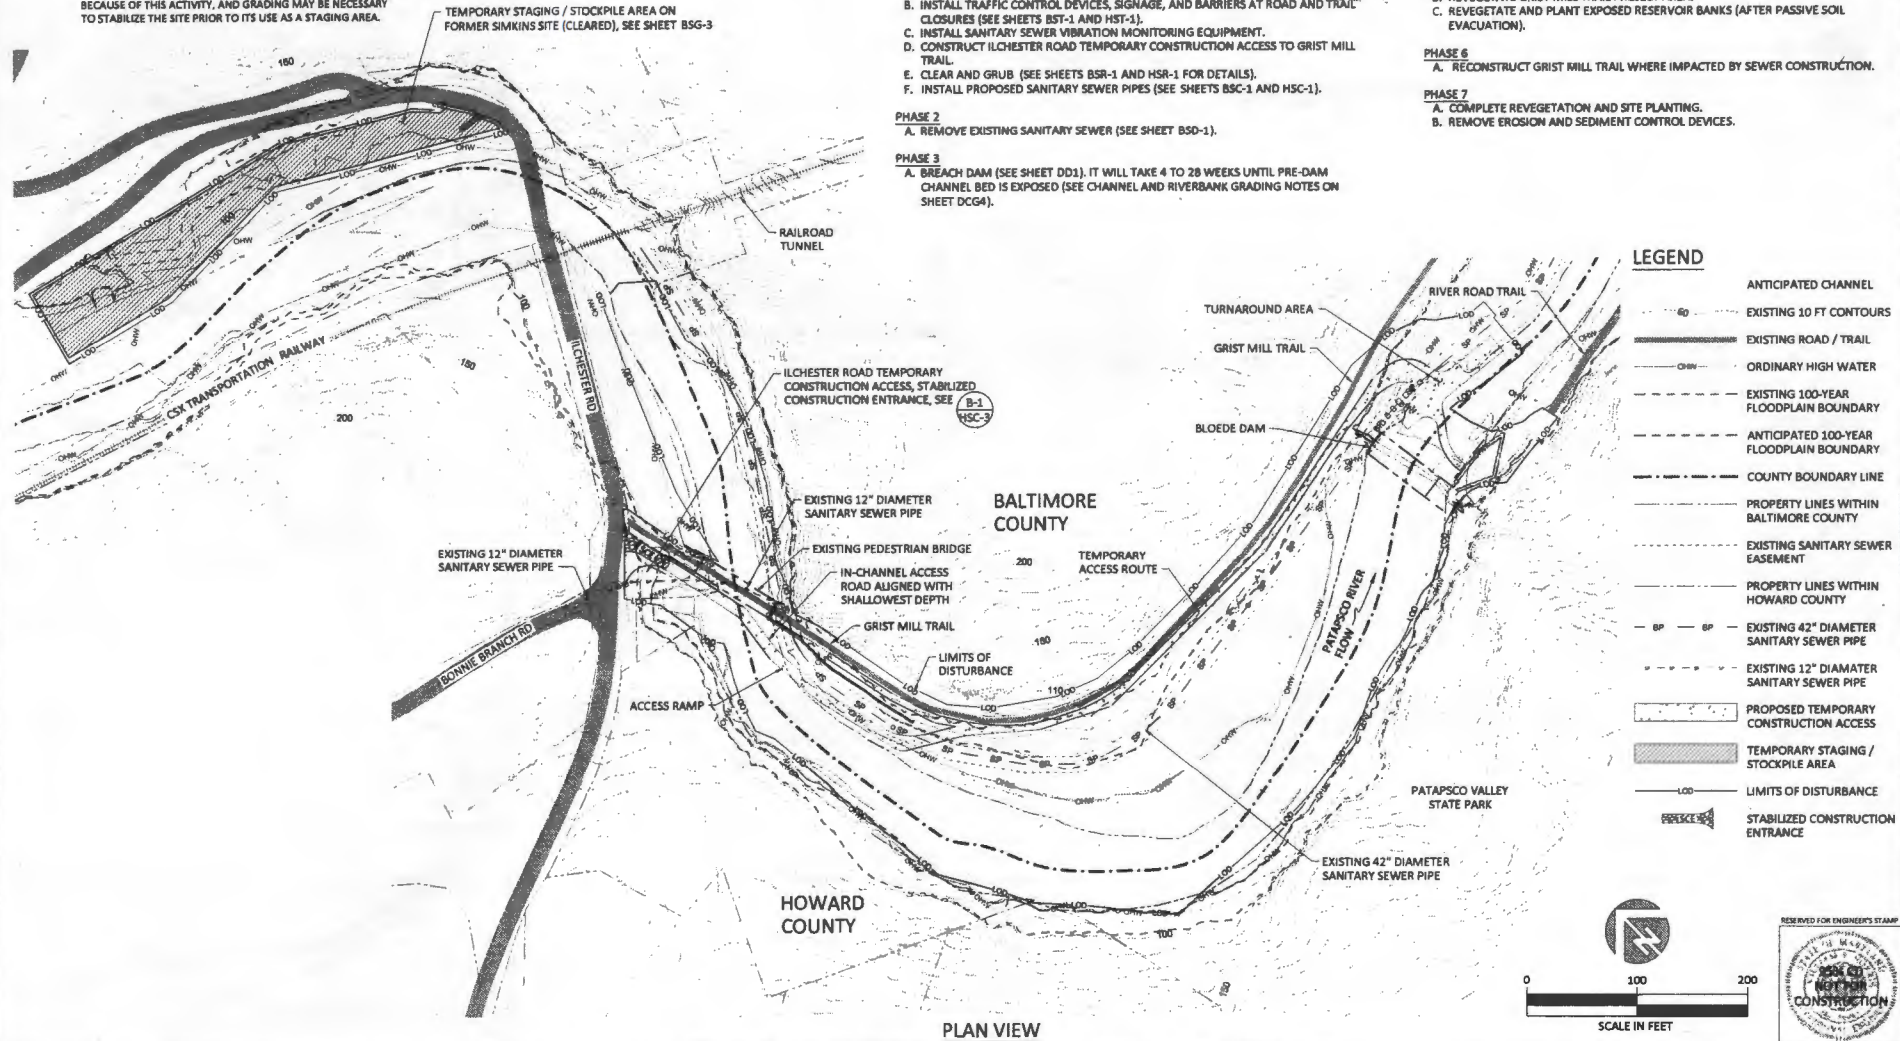 BECAUSE OF THIS ACTIVITY, AND GRADING MAY BE NECESSARY
TO STABILIZE THE SITE PRIOR TO ITS USE AS A STAGING AREA.
TEMPORARY STAGING / STOCKPILE AREA ON
FORMER SIMKINS SITE (CLEARED), SEE SHEET BSG-3
B. INSTALL TRAFFIC CONTROL DEVICES, SIGNAGE, AND BARRIERS AT ROAD AND TRAIL
CLOSURES (SEE SHEETS BST-1 AND HST-1).
C. INSTALL SANITARY SEWER VIBRATION MONITORING EQUIPMENT.
D. CONSTRUCT ILCHESTER ROAD TEMPORARY CONSTRUCTION ACCESS TO GRIST MILL
TRAIL.
E. CLEAR AND GRUB (SEE SHEETS BSR-1 AND HSR-1 FOR DETAILS).
F. INSTALL PROPOSED SANITARY SEWER PIPES (SEE SHEETS BSC-1 AND HSC-1).
PHASE 2
A. REMOVE EXISTING SANITARY SEWER (SEE SHEET BSD-1).
PHASE 3
A. BREACH DAM (SEE SHEET DD1). IT WILL TAKE 4 TO 28 WEEKS UNTIL PRE-DAM
CHANNEL BED IS EXPOSED (SEE CHANNEL AND RIVERBANK GRADING NOTES ON
SHEET DCG4).
C. REVEGETATE AND PLANT EXPOSED RESERVOIR BANKS (AFTER PASSIVE SOIL
EVACUATION).
PHASE 6
A. RECONSTRUCT GRIST MILL TRAIL WHERE IMPACTED BY SEWER CONSTRUCTION.
PHASE 7
A. COMPLETE REVEGETATION AND SITE PLANTING.
B. REMOVE EROSION AND SEDIMENT CONTROL DEVICES.
150
RAILROAD
TUNNEL
CSX TRANSPORTATION RAILWAY
ILCHESTER RD
100
150
200
ILCHESTER ROAD TEMPORARY
CONSTRUCTION ACCESS, STABILIZED
CONSTRUCTION ENTRANCE, SEE
B-1
HSC-3
TURNAROUND AREA
RIVER ROAD TRAIL
GRIST MILL TRAIL
BLOEDE DAM
BALTIMORE
COUNTY
EXISTING 12" DIAMETER
SANITARY SEWER PIPE
EXISTING 12" DIAMETER
SANITARY SEWER PIPE
EXISTING PEDESTRIAN BRIDGE
IN-CHANNEL ACCESS
ROAD ALIGNED WITH
SHALLOWEST DEPTH
GRIST MILL TRAIL
200
TEMPORARY
ACCESS ROUTE
PATAPSCO RIVER
FLOW
BONNIE BRANCH RD
LIMITS OF
DISTURBANCE
150
110
ACCESS RAMP
PATAPSCO VALLEY
STATE PARK
EXISTING 42" DIAMETER
SANITARY SEWER PIPE
HOWARD
COUNTY
100
150
PLAN VIEW
LEGEND
ANTICIPATED CHANNEL
EXISTING 10 FT CONTOURS
EXISTING ROAD / TRAIL
OHW
ORDINARY HIGH WATER
EXISTING 100-YEAR
FLOODPLAIN BOUNDARY
ANTICIPATED 100-YEAR
FLOODPLAIN BOUNDARY
COUNTY BOUNDARY LINE
PROPERTY LINES WITHIN
BALTIMORE COUNTY
EXISTING SANITARY SEWER
EASEMENT
PROPERTY LINES WITHIN
HOWARD COUNTY
EXISTING 42" DIAMETER
SANITARY SEWER PIPE
EXISTING 12" DIAMATER
SANITARY SEWER PIPE
PROPOSED TEMPORARY
CONSTRUCTION ACCESS
TEMPORARY STAGING /
STOCKPILE AREA
LOD
LIMITS OF DISTURBANCE
STABILIZED CONSTRUCTION
ENTRANCE
0 100 200
SCALE IN FEET
RESERVED FOR ENGINEER'S STAMP
NOT FOR
CONSTRUCTION